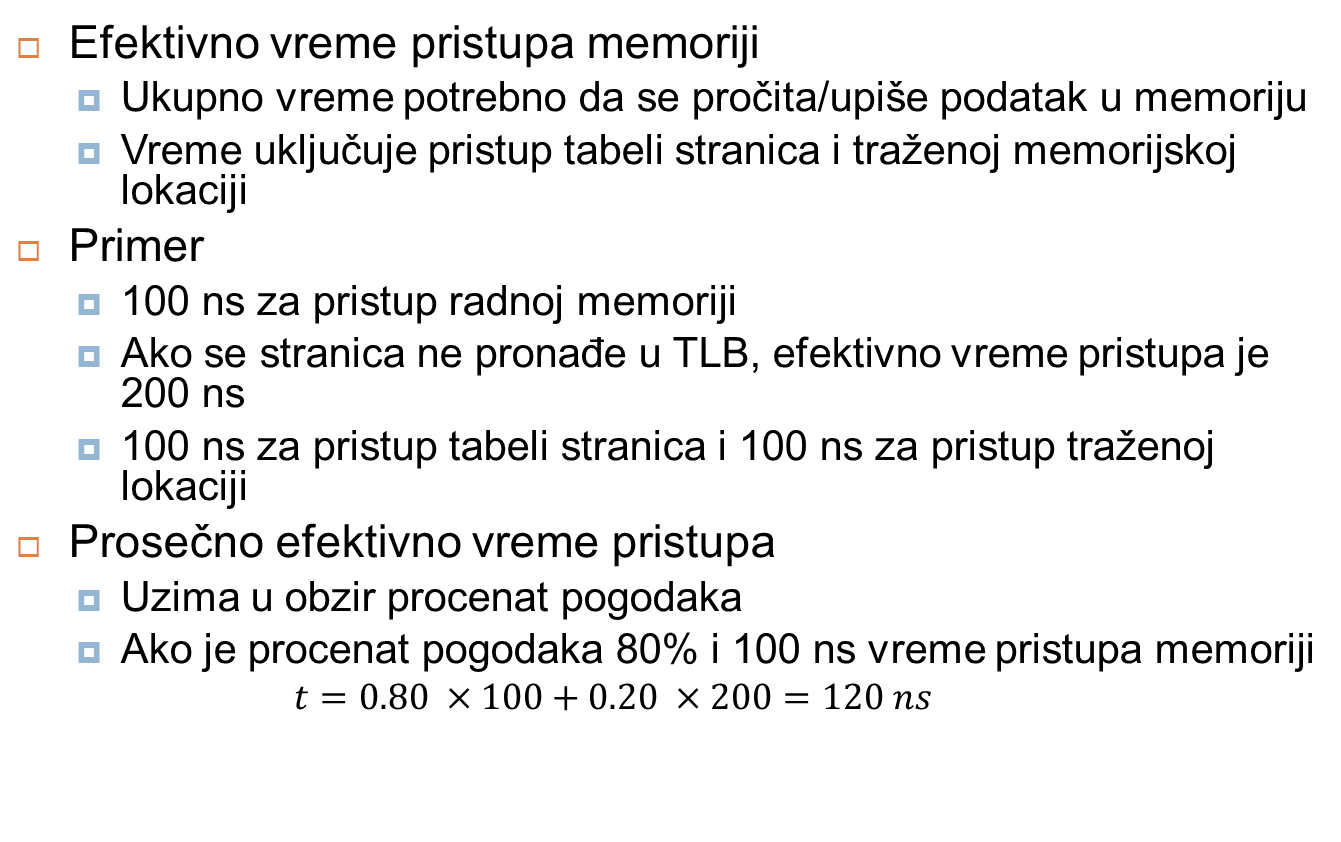 Efektivno vreme pristupa memoriji
Ukupno vreme potrebno da se pročita/upiše podatak u memoriju
Vreme uključuje pristup tabeli stranica i traženoj memorijskoj
lokaciji
Primer
100 ns za pristup radnoj memoriji
Ako se stranica ne pronađe u TLB, efektivno vreme pristupa je
200 ns
100 ns za pristup tabeli stranica i 100 ns za pristup traženoj
lokaciji
Prosečno efektivno vreme pristupa
Uzima u obzir procenat pogodaka
Ako je procenat pogodaka 80% i 100 ns vreme pristupa memoriji
t = 0.80 × 100 + 0.20 × 200 = 120 ns